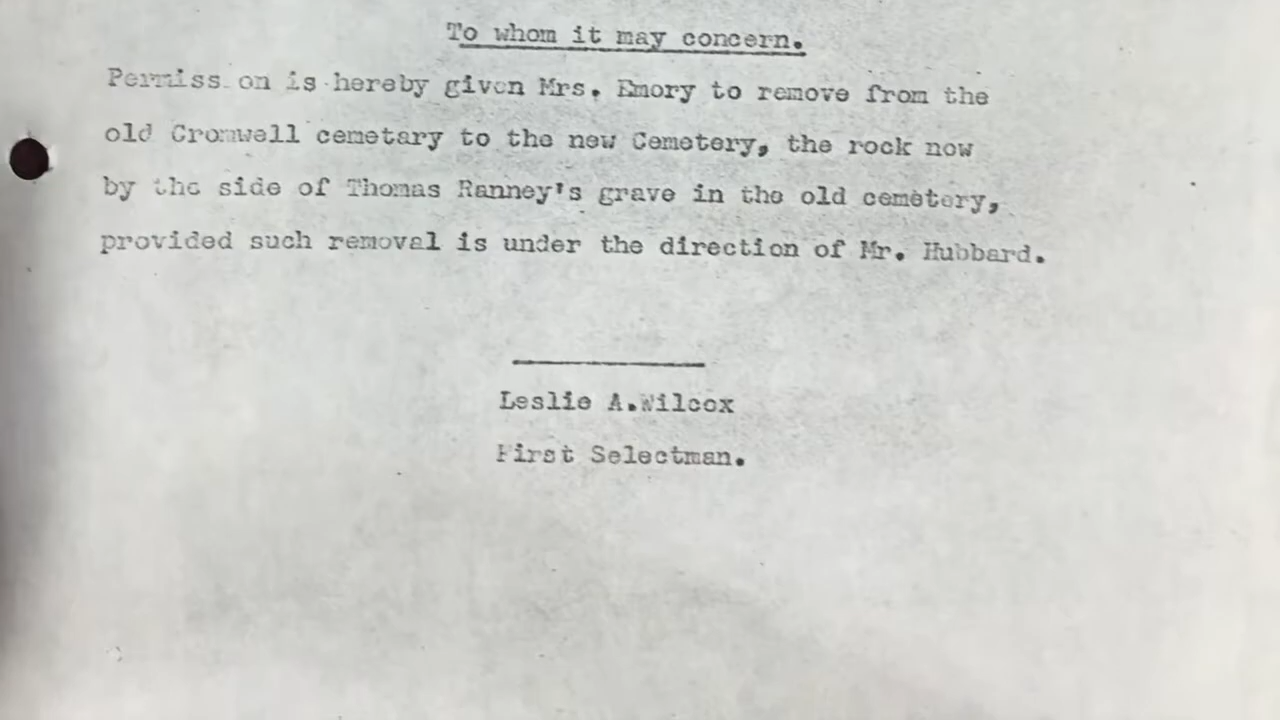 To whom it may concern.
Permiss on is hereby given Mrs. Emory to remove from the
old Cromwell cemetary to the new Cemetery, the rock now
by the side of Thomas Ranney's grave in the old cemetery,
provided such removal is under the direction of Mr. Hubbard.
Leslie A.Wilcox
First Selectman.